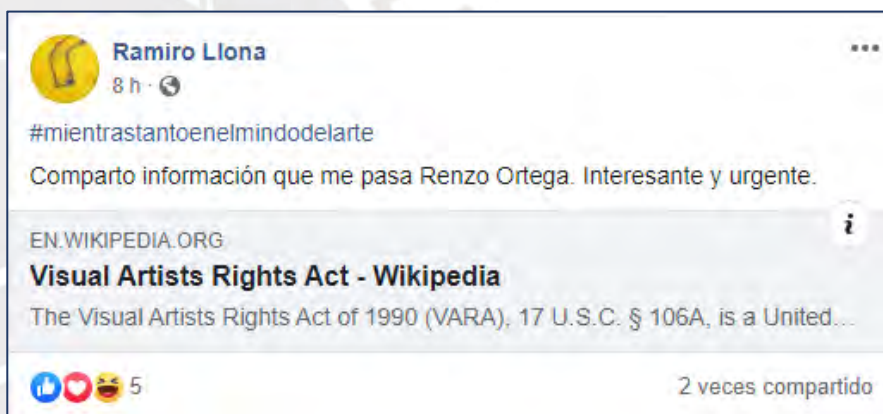 Ramiro Llona
8 h ·
#mientrastantoenelmindodelarte
Comparto información que me pasa Renzo Ortega. Interesante y urgente.
i
EN.WIKIPEDIA.ORG
Visual Artists Rights Act - Wikipedia
The Visual Artists Rights Act of 1990 (VARA), 17 U.S.C. § 106A, is a United...
5 2 veces compartido